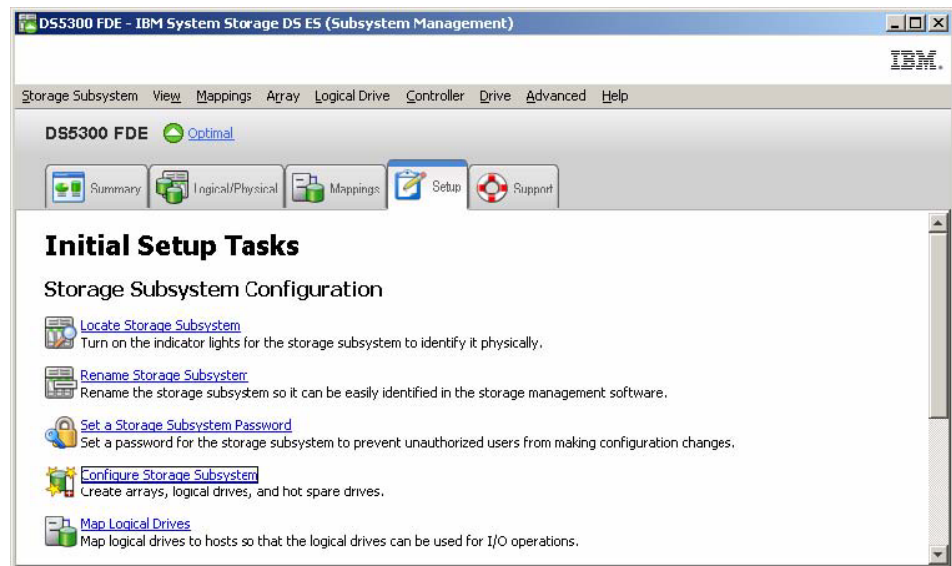 DS5300 FDE - IBM System Storage DS ES (Subsystem Management)
IBM.
Storage Subsystem View Mappings Array Logical Drive Controller Drive Advanced Help
DS5300 FDE Optimal
Summary Logical/Physical Mappings Setup Support
Initial Setup Tasks
Storage Subsystem Configuration
Locate Storage Subsystem
Turn on the indicator lights for the storage subsystem to identify it physically.
Rename Storage Subsystem
Rename the storage subsystem so it can be easily identified in the storage management software.
Set a Storage Subsystem Password
Set a password for the storage subsystem to prevent unauthorized users from making configuration changes.
Configure Storage Subsystem
Create arrays, logical drives, and hot spare drives.
Map Logical Drives
Map logical drives to hosts so that the logical drives can be used for I/O operations.